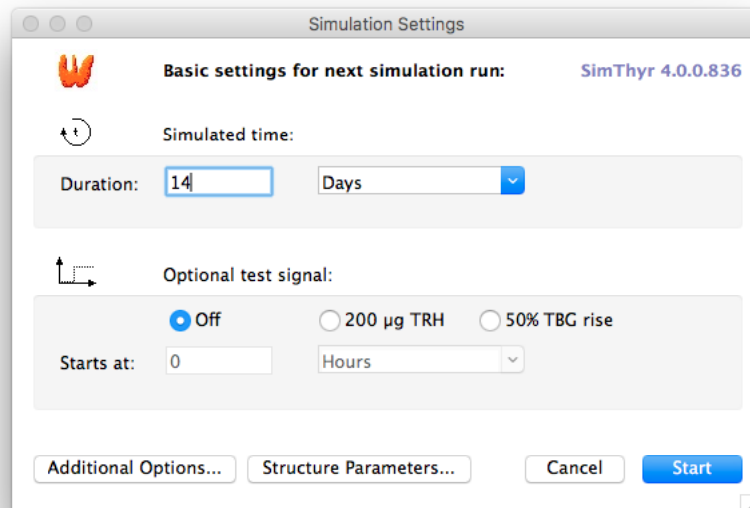 Simulation Settings
Basic settings for next simulation run: SimThyr 4.0.0.836
t
Simulated time:
Duration: 14 Days
Optional test signal:
Off 200 µg TRH 50% TBG rise
Starts at: 0 Hours
Additional Options... Structure Parameters... Cancel Start